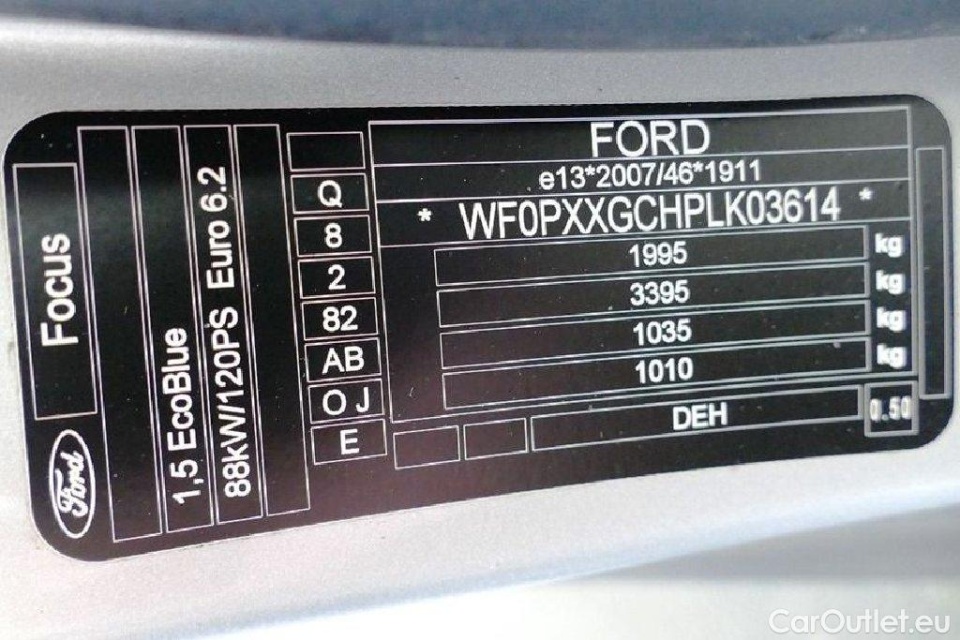 Focus
Ford
1,5 EcoBlue
88kW/120PS Euro 6.2
Q
8
2
82
AB
O J
E
FORD
e13*2007/46*1911
* WF0PXXGCHPLK03614 *
1995 kg
3395 kg
1035 kg
1010 kg
DEH 0.50
CarOutlet.eu